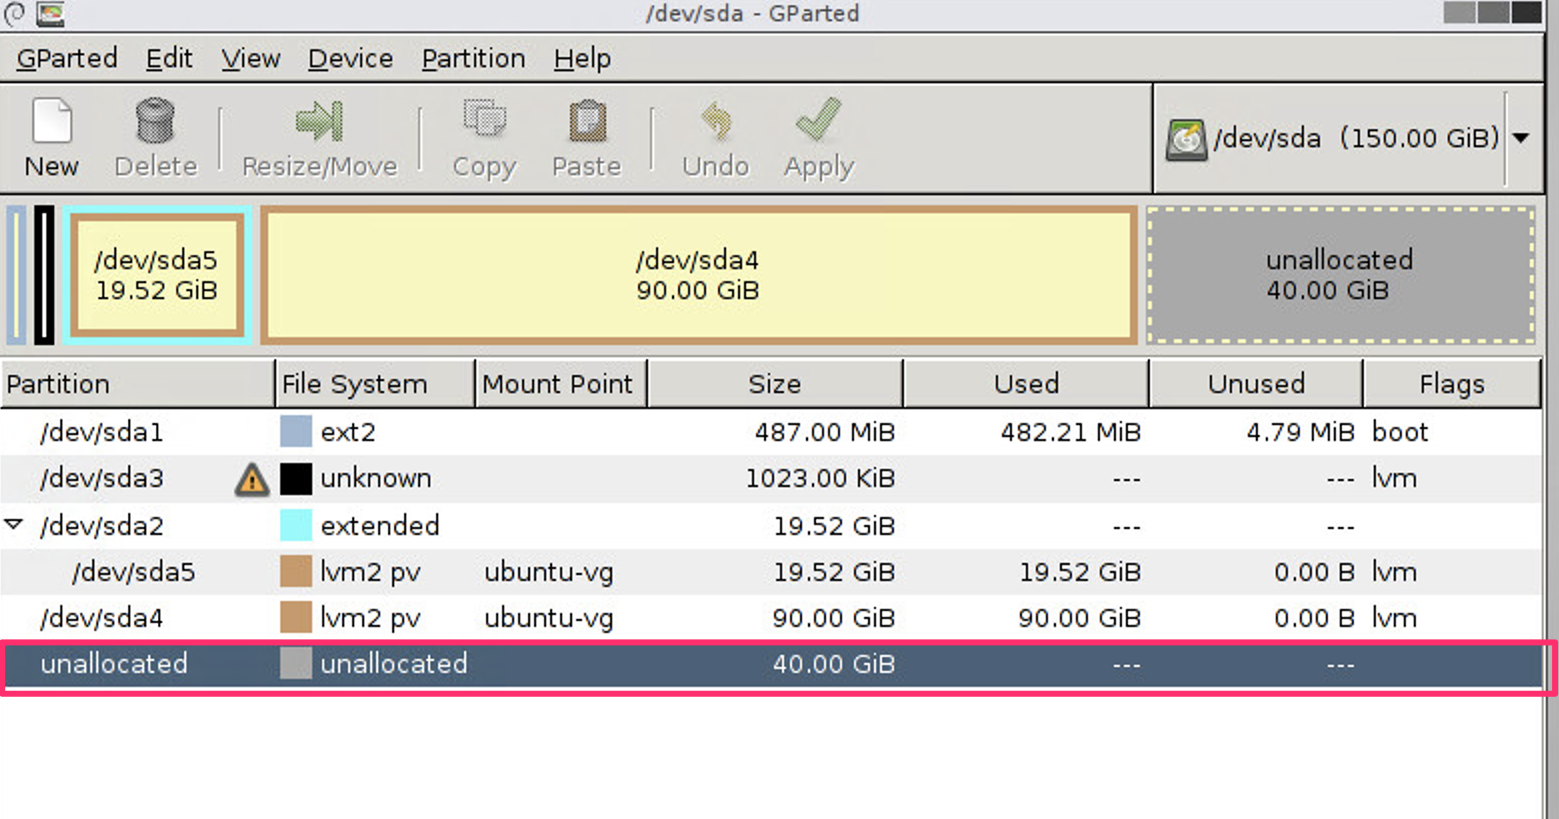 /dev/sda - GParted
GParted Edit View Device Partition Help
New Delete Resize/Move Copy Paste Undo Apply /dev/sda (150.00 GiB)
/dev/sda5 /dev/sda4 unallocated
19.52 GiB 90.00 GiB 40.00 GiB
Partition File System Mount Point Size Used Unused Flags
/dev/sda1 ext2 487.00 MiB 482.21 MiB 4.79 MiB boot
/dev/sda3 unknown 1023.00 KiB --- --- lvm
/dev/sda2 extended 19.52 GiB --- ---
/dev/sda5 lvm2 pv ubuntu-vg 19.52 GiB 19.52 GiB 0.00 B lvm
/dev/sda4 lvm2 pv ubuntu-vg 90.00 GiB 90.00 GiB 0.00 B lvm
unallocated unallocated 40.00 GiB --- ---